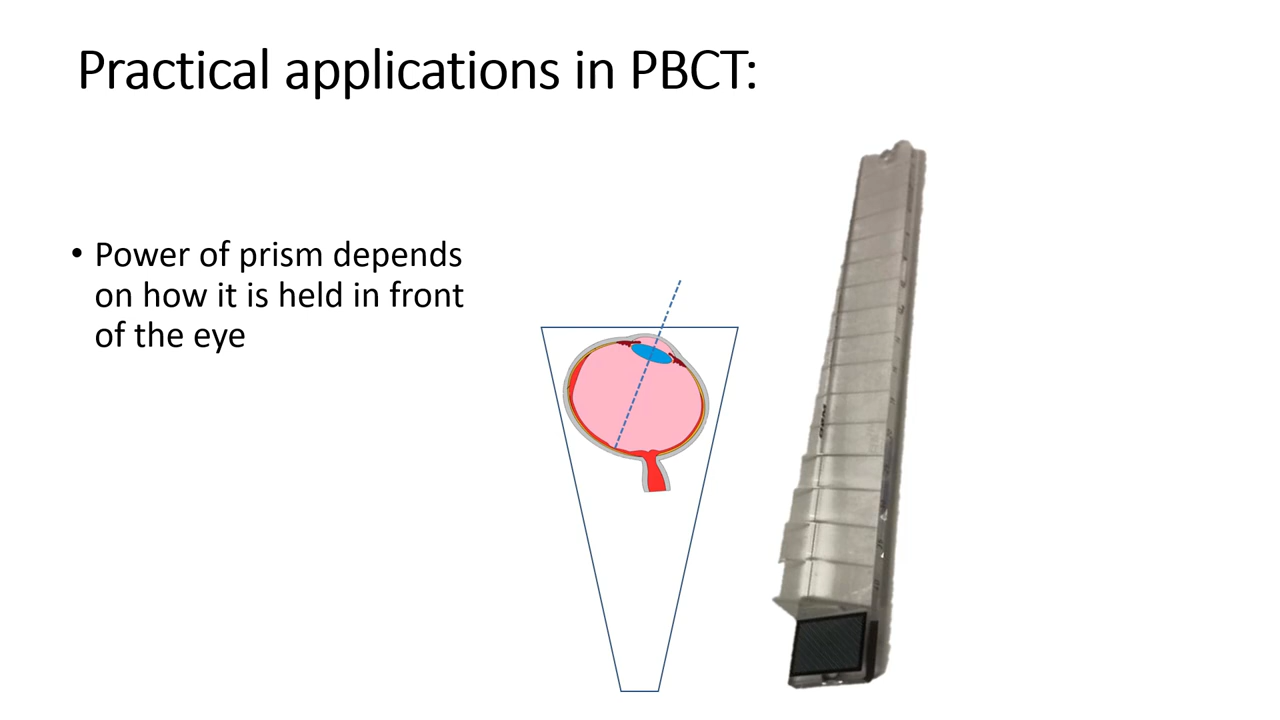 Practical applications in PBCT:
• Power of prism depends
on how it is held in front
of the eye